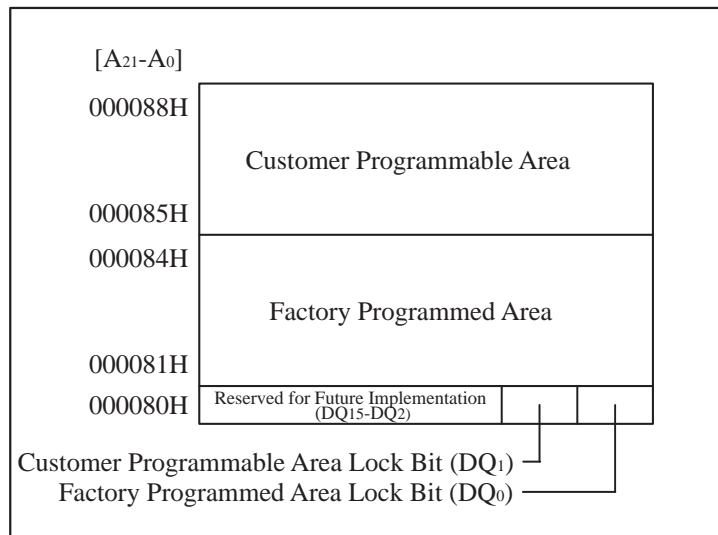 [A21-A0]
000088H
Customer Programmable Area
000085H
000084H
Factory Programmed Area
000081H
000080H
Reserved for Future Implementation
(DQ15-DQ2)
Customer Programmable Area Lock Bit (DQ1)
Factory Programmed Area Lock Bit (DQ0)